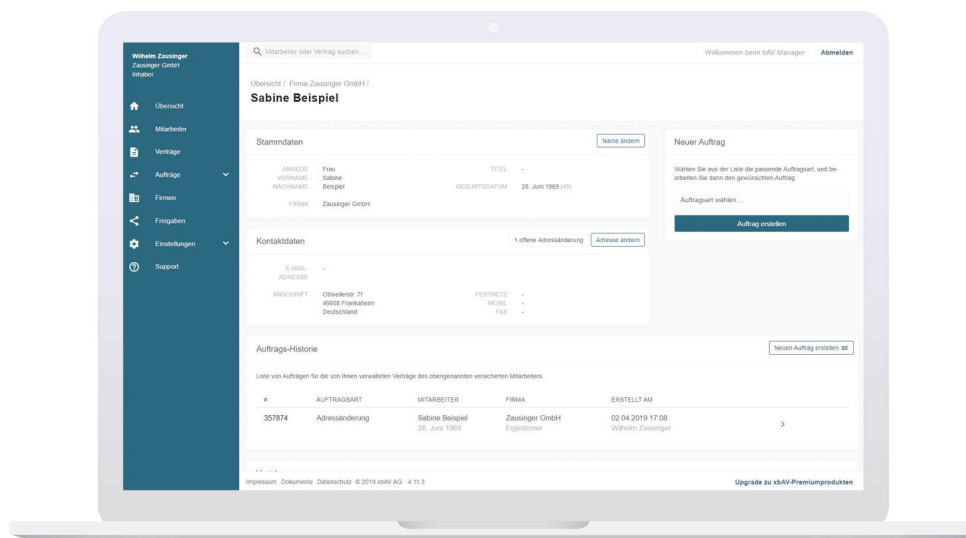 Wilhelm Zausinger
Zausinger GmbH
Inhaber
Übersicht
Mitarbeiter
Verträge
Aufträge
Firmen
Freigaben
Einstellungen
Support
Mitarbeiter oder Vertrag suchen ...
Willkommen beim bAV-Manager Abmelden
Übersicht / Firma Zausinger GmbH /
Sabine Beispiel
Stammdaten
Name ändern
ANREDE Frau TITEL -
VORNAME Sabine
NACHNAME Beispiel GEBURTSDATUM 28. Juni 1969 (49)
FIRMA Zausinger GmbH
Neuer Auftrag
Wählen Sie aus der Liste die passende Auftragsart, und be-
arbeiten Sie dann den gewünschten Auftrag.
Auftragsart wählen ...
Auftrag erstellen
Kontaktdaten
1 offene Adressänderung Adresse ändern
E-MAIL- -
ADRESSE
ANSCHRIFT Ottweilerstr. 7f FESTNETZ -
46608 Frankaheim MOBIL -
Deutschland FAX -
Auftrags-Historie
Neuen Auftrag erstellen
Liste von Aufträgen für die von Ihnen verwalteten Verträge des obengenannten versicherten Mitarbeiters.
# AUFTRAGSART MITARBEITER FIRMA ERSTELLT AM
357874 Adressänderung Sabine Beispiel Zausinger GmbH 02.04.2019 17:08
28. Juni 1969 Eigentümer Wilhelm Zausinger
Impressum Dokumente Datenschutz © 2019 xbAV AG · 4.11.3
Upgrade zu xbAV-Premiumprodukten